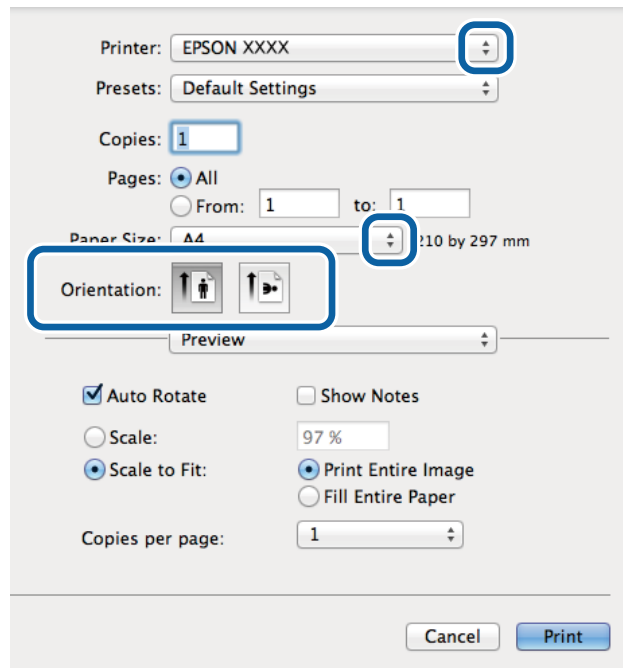 Printer: EPSON XXXX
Presets: Default Settings
Copies: 1
Pages: All
From: 1 to: 1
Paper Size: A4 210 by 297 mm
Orientation:
Preview
Auto Rotate Show Notes
Scale: 97 %
Scale to Fit: Print Entire Image
Fill Entire Paper
Copies per page: 1
Cancel Print